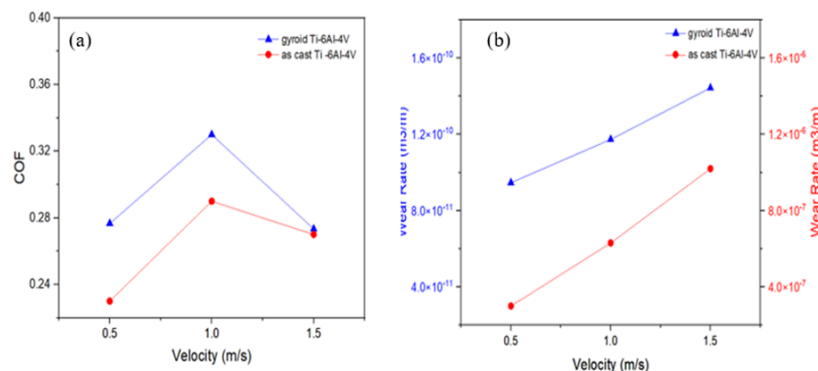 (a)
gyroid Ti-6Al-4V
as cast Ti -6Al-4V
0.40
0.36
0.32
0.28
0.24
COF
0.5
1.0
1.5
Velocity (m/s)
(b)
gyroid Ti-6Al-4V
as cast Ti-6Al-4V
1.6×10⁻¹⁰
1.2×10⁻¹⁰
8.0×10⁻¹¹
4.0×10⁻¹¹
Wear Rate (m3/m)
1.6×10⁻⁶
1.2×10⁻⁶
8.0×10⁻⁷
4.0×10⁻⁷
Wear Rate (m3/m)
0.5
1.0
1.5
Velocity (m/s)